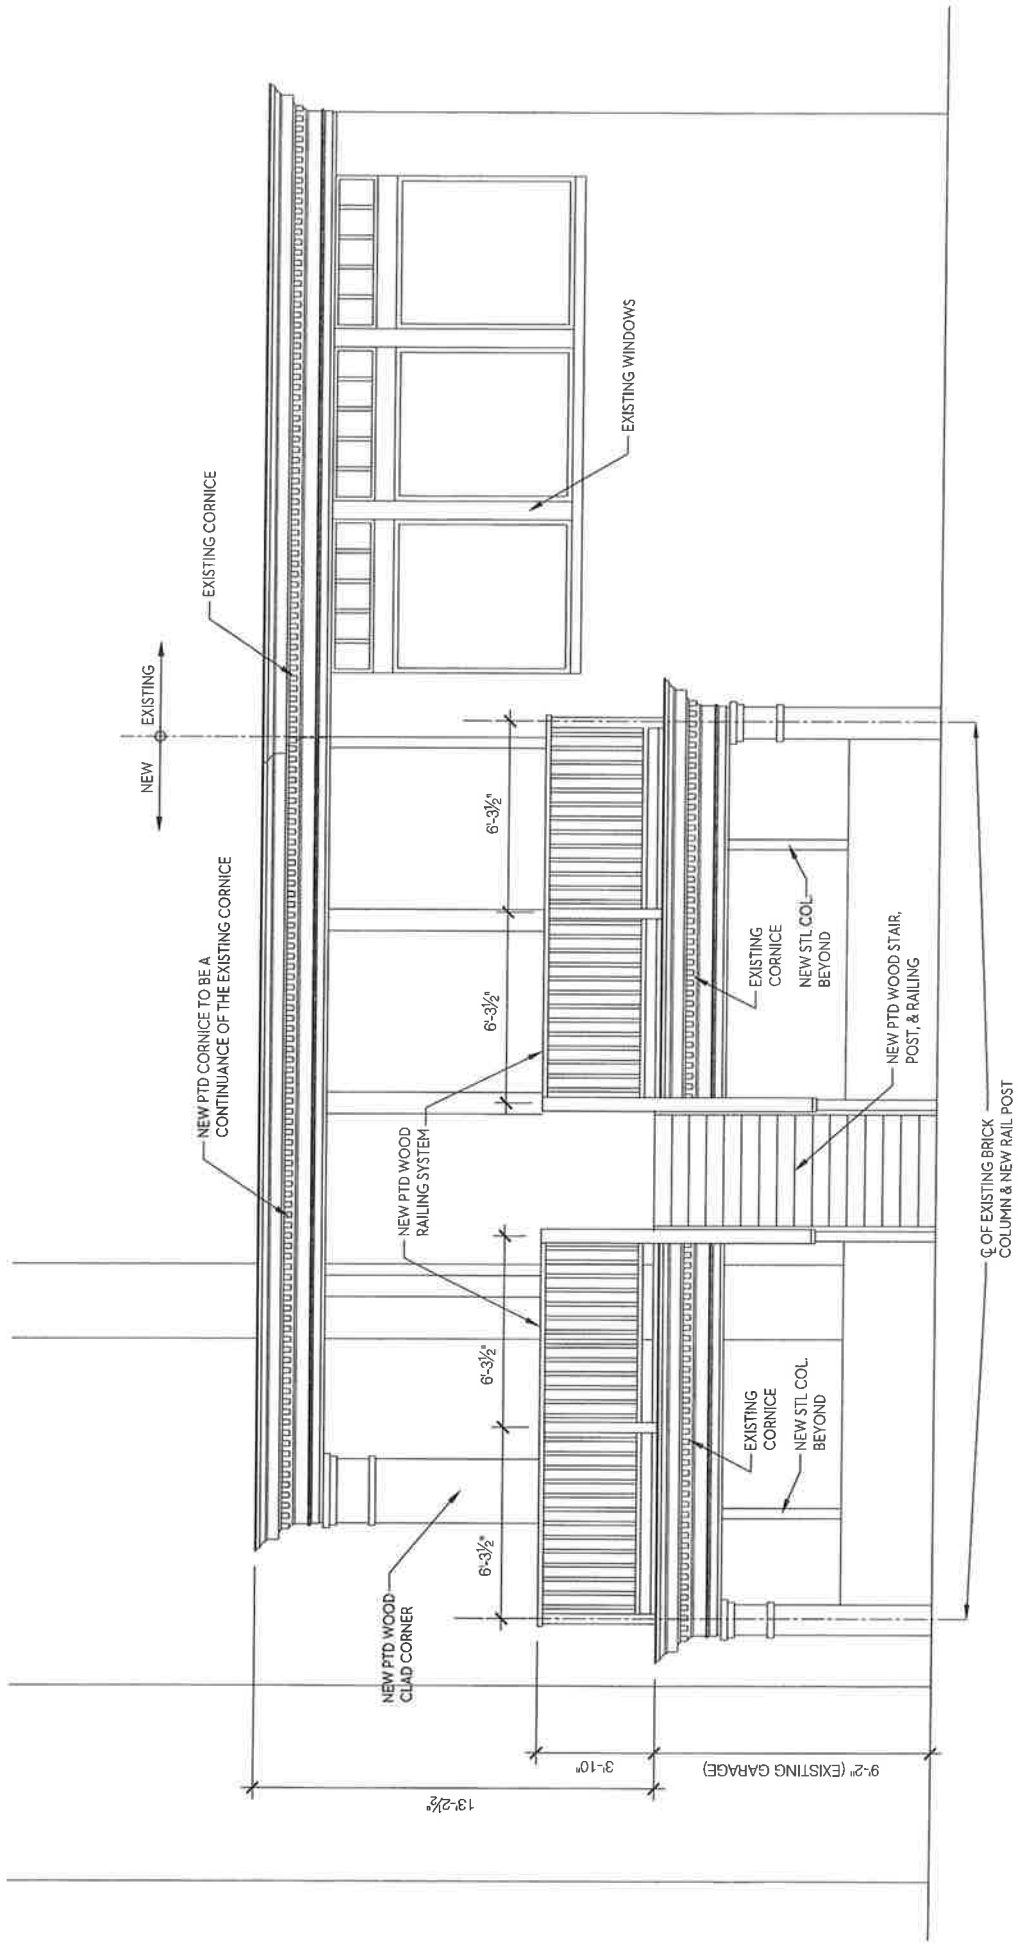 NEW
EXISTING
NEW PTD CORNICE TO BE A
CONTINUANCE OF THE EXISTING CORNICE
EXISTING CORNICE
NEW PTD WOOD
CLAD CORNER
NEW PTD WOOD
RAILING SYSTEM
EXISTING WINDOWS
6'-3½"
6'-3½"
6'-3½"
6'-3½"
13'-2½"
3'-10"
9'-2" (EXISTING GARAGE)
EXISTING
CORNICE
NEW STL COL.
BEYOND
EXISTING
CORNICE
NEW STL COL.
BEYOND
NEW PTD WOOD STAIR,
POST, & RAILING
℄ OF EXISTING BRICK
COLUMN & NEW RAIL POST